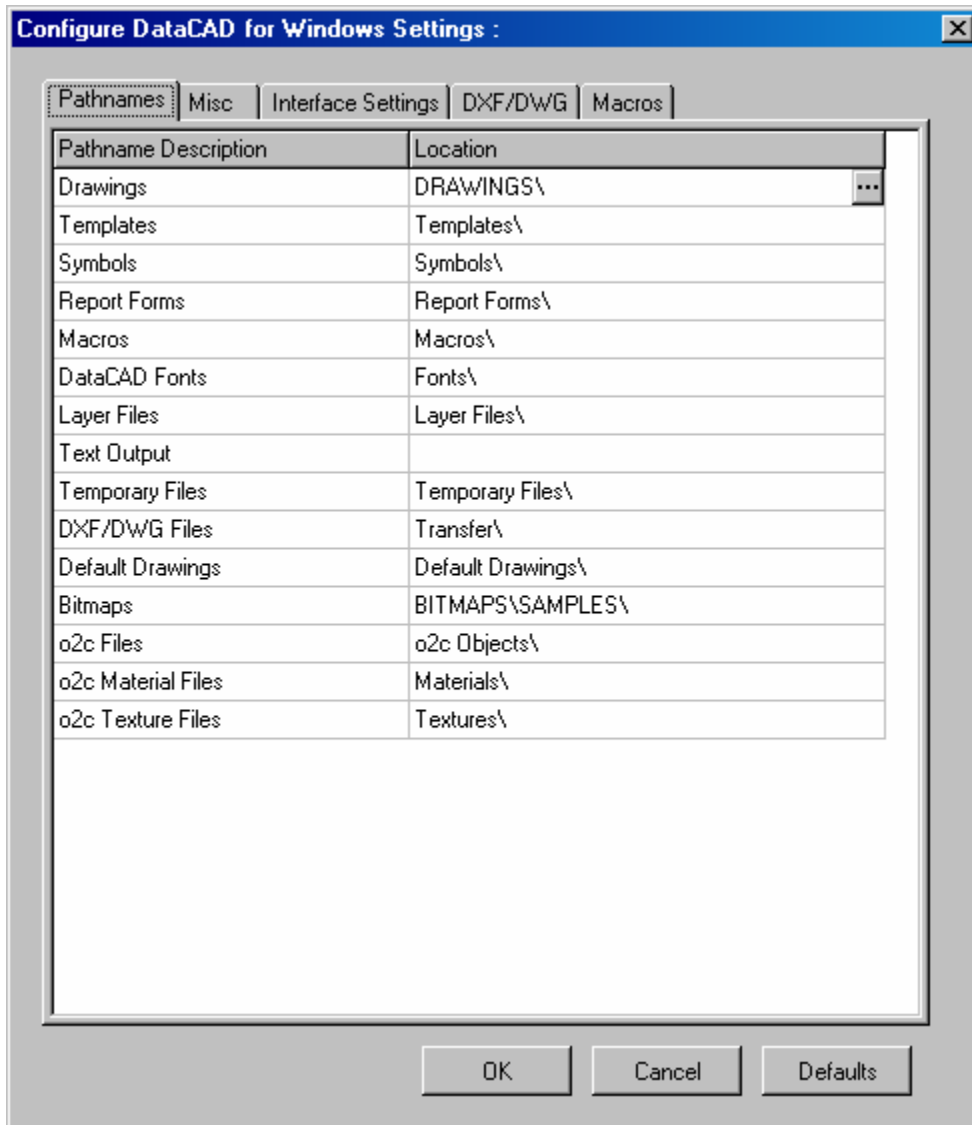 Configure DataCAD for Windows Settings :
Pathnames Misc Interface Settings DXF/DWG Macros
Pathname Description Location
Drawings DRAWINGS\ ...
Templates Templates\
Symbols Symbols\
Report Forms Report Forms\
Macros Macros\
DataCAD Fonts Fonts\
Layer Files Layer Files\
Text Output
Temporary Files Temporary Files\
DXF/DWG Files Transfer\
Default Drawings Default Drawings\
Bitmaps BITMAPS\SAMPLES\
o2c Files o2c Objects\
o2c Material Files Materials\
o2c Texture Files Textures\
OK Cancel Defaults